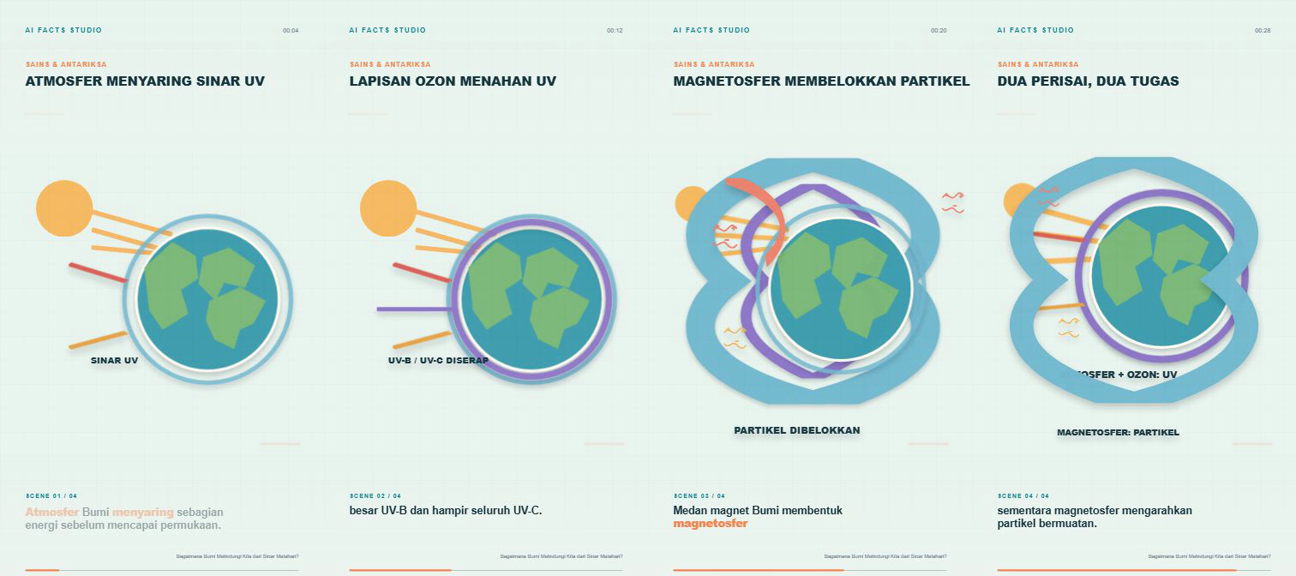 AI FACTS STUDIO
00:04
SAINS & ANTARIKSA
ATMOSFER MENYARING SINAR UV
SINAR UV
SCENE 01 / 04
Atmosfer Bumi menyaring sebagian
energi sebelum mencapai permukaan.
Bagaimana Bumi Melindungi Kita dari Sinar Matahari?
AI FACTS STUDIO
00:12
SAINS & ANTARIKSA
LAPISAN OZON MENAHAN UV
UV-B / UV-C DISERAP
SCENE 02 / 04
besar UV-B dan hampir seluruh UV-C.
Bagaimana Bumi Melindungi Kita dari Sinar Matahari?
AI FACTS STUDIO
00:20
SAINS & ANTARIKSA
MAGNETOSFER MEMBELOKKAN PARTIKEL
PARTIKEL DIBELOKKAN
SCENE 03 / 04
Medan magnet Bumi membentuk
magnetosfer
Bagaimana Bumi Melindungi Kita dari Sinar Matahari?
AI FACTS STUDIO
00:28
SAINS & ANTARIKSA
DUA PERISAI, DUA TUGAS
OSFER + OZON: UV
MAGNETOSFER: PARTIKEL
SCENE 04 / 04
sementara magnetosfer mengarahkan
partikel bermuatan.
Bagaimana Bumi Melindungi Kita dari Sinar Matahari?